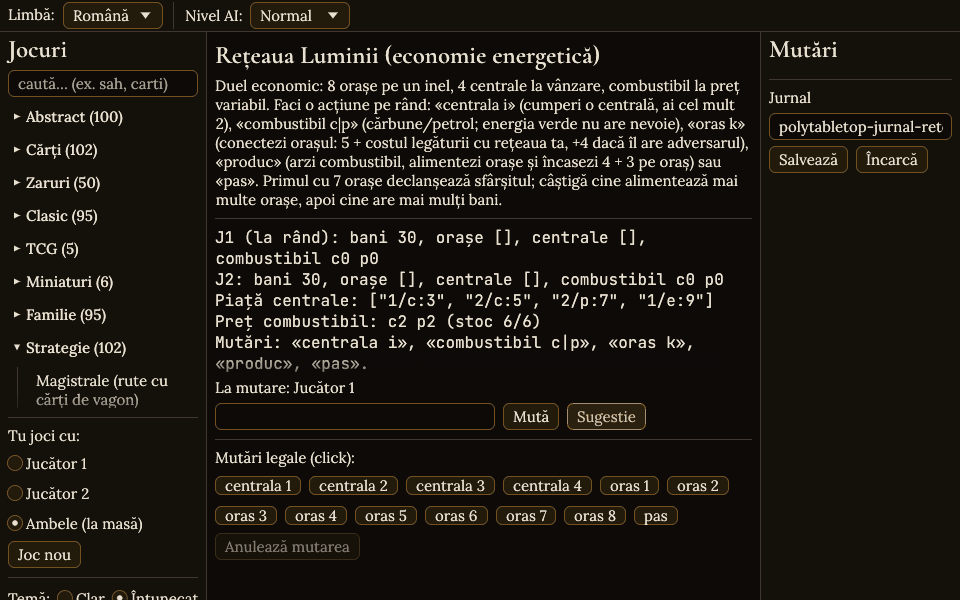 Limbă: Română ▼ Nivel AI: Normal ▼
Jocuri
caută... (ex. sah, carti)
▸ Abstract (100)
▸ Cărți (102)
▸ Zaruri (50)
▸ Clasic (95)
▸ TCG (5)
▸ Miniaturi (6)
▸ Familie (95)
▾ Strategie (102)
Magistrale (rute cu
cărți de vagon)
Tu joci cu:
Jucător 1
Jucător 2
Ambele (la masă)
Joc nou
Temă: Clar Întunecat
Rețeaua Luminii (economie energetică)
Duel economic: 8 orașe pe un inel, 4 centrale la vânzare, combustibil la preț
variabil. Faci o acțiune pe rând: «centrala i» (cumperi o centrală, ai cel mult
2), «combustibil c|p» (cărbune/petrol; energia verde nu are nevoie), «oras k»
(conectezi orașul: 5 + costul legăturii cu rețeaua ta, +4 dacă îl are adversarul),
«produc» (arzi combustibil, alimentezi orașe și încasezi 4 + 3 pe oraș) sau
«pas». Primul cu 7 orașe declanșează sfârșitul; câștigă cine alimentează mai
multe orașe, apoi cine are mai mulți bani.
J1 (la rând): bani 30, orașe [], centrale [],
combustibil c0 p0
J2: bani 30, orașe [], centrale [], combustibil c0 p0
Piață centrale: ["1/c:3", "2/c:5", "2/p:7", "1/e:9"]
Preț combustibil: c2 p2 (stoc 6/6)
Mutări: «centrala i», «combustibil c|p», «oras k»,
«produc», «pas».
La mutare: Jucător 1
Mută Sugestie
Mutări legale (click):
centrala 1 centrala 2 centrala 3 centrala 4 oras 1 oras 2
oras 3 oras 4 oras 5 oras 6 oras 7 oras 8 pas
Anulează mutarea
Mutări
Jurnal
polytabletop-jurnal-ret
Salvează Încarcă